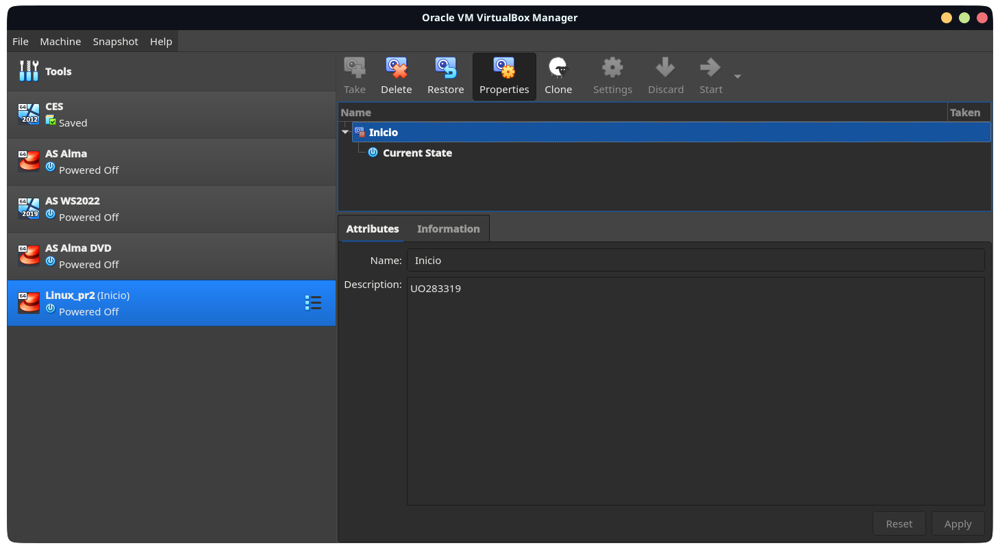 Oracle VM VirtualBox Manager
File Machine Snapshot Help
Tools
64
2012
CES
Saved
64
AS Alma
Powered Off
64
2019
AS WS2022
Powered Off
64
AS Alma DVD
Powered Off
64
Linux_pr2 (Inicio)
Powered Off
Take Delete Restore Properties Clone Settings Discard Start
Name Taken
Inicio
Current State
Attributes Information
Name: Inicio
Description: UO283319
Reset Apply